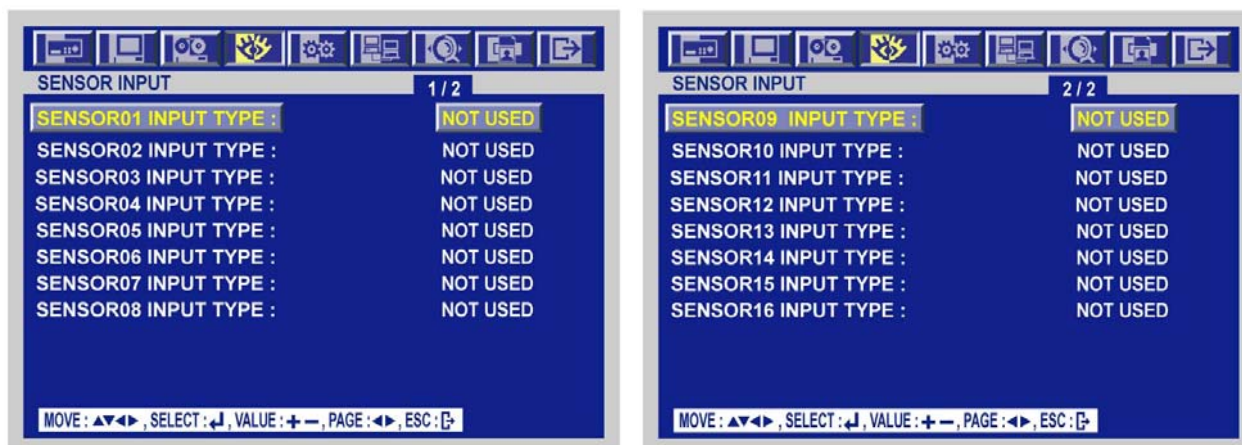 SENSOR INPUT
1 / 2
SENSOR01 INPUT TYPE : NOT USED
SENSOR02 INPUT TYPE : NOT USED
SENSOR03 INPUT TYPE : NOT USED
SENSOR04 INPUT TYPE : NOT USED
SENSOR05 INPUT TYPE : NOT USED
SENSOR06 INPUT TYPE : NOT USED
SENSOR07 INPUT TYPE : NOT USED
SENSOR08 INPUT TYPE : NOT USED
MOVE : ▲▼◀▶ , SELECT : ↵ , VALUE : + − , PAGE : ◀▶ , ESC :
SENSOR INPUT
2 / 2
SENSOR09 INPUT TYPE : NOT USED
SENSOR10 INPUT TYPE : NOT USED
SENSOR11 INPUT TYPE : NOT USED
SENSOR12 INPUT TYPE : NOT USED
SENSOR13 INPUT TYPE : NOT USED
SENSOR14 INPUT TYPE : NOT USED
SENSOR15 INPUT TYPE : NOT USED
SENSOR16 INPUT TYPE : NOT USED
MOVE : ▲▼◀▶ , SELECT : ↵ , VALUE : + − , PAGE : ◀▶ , ESC :